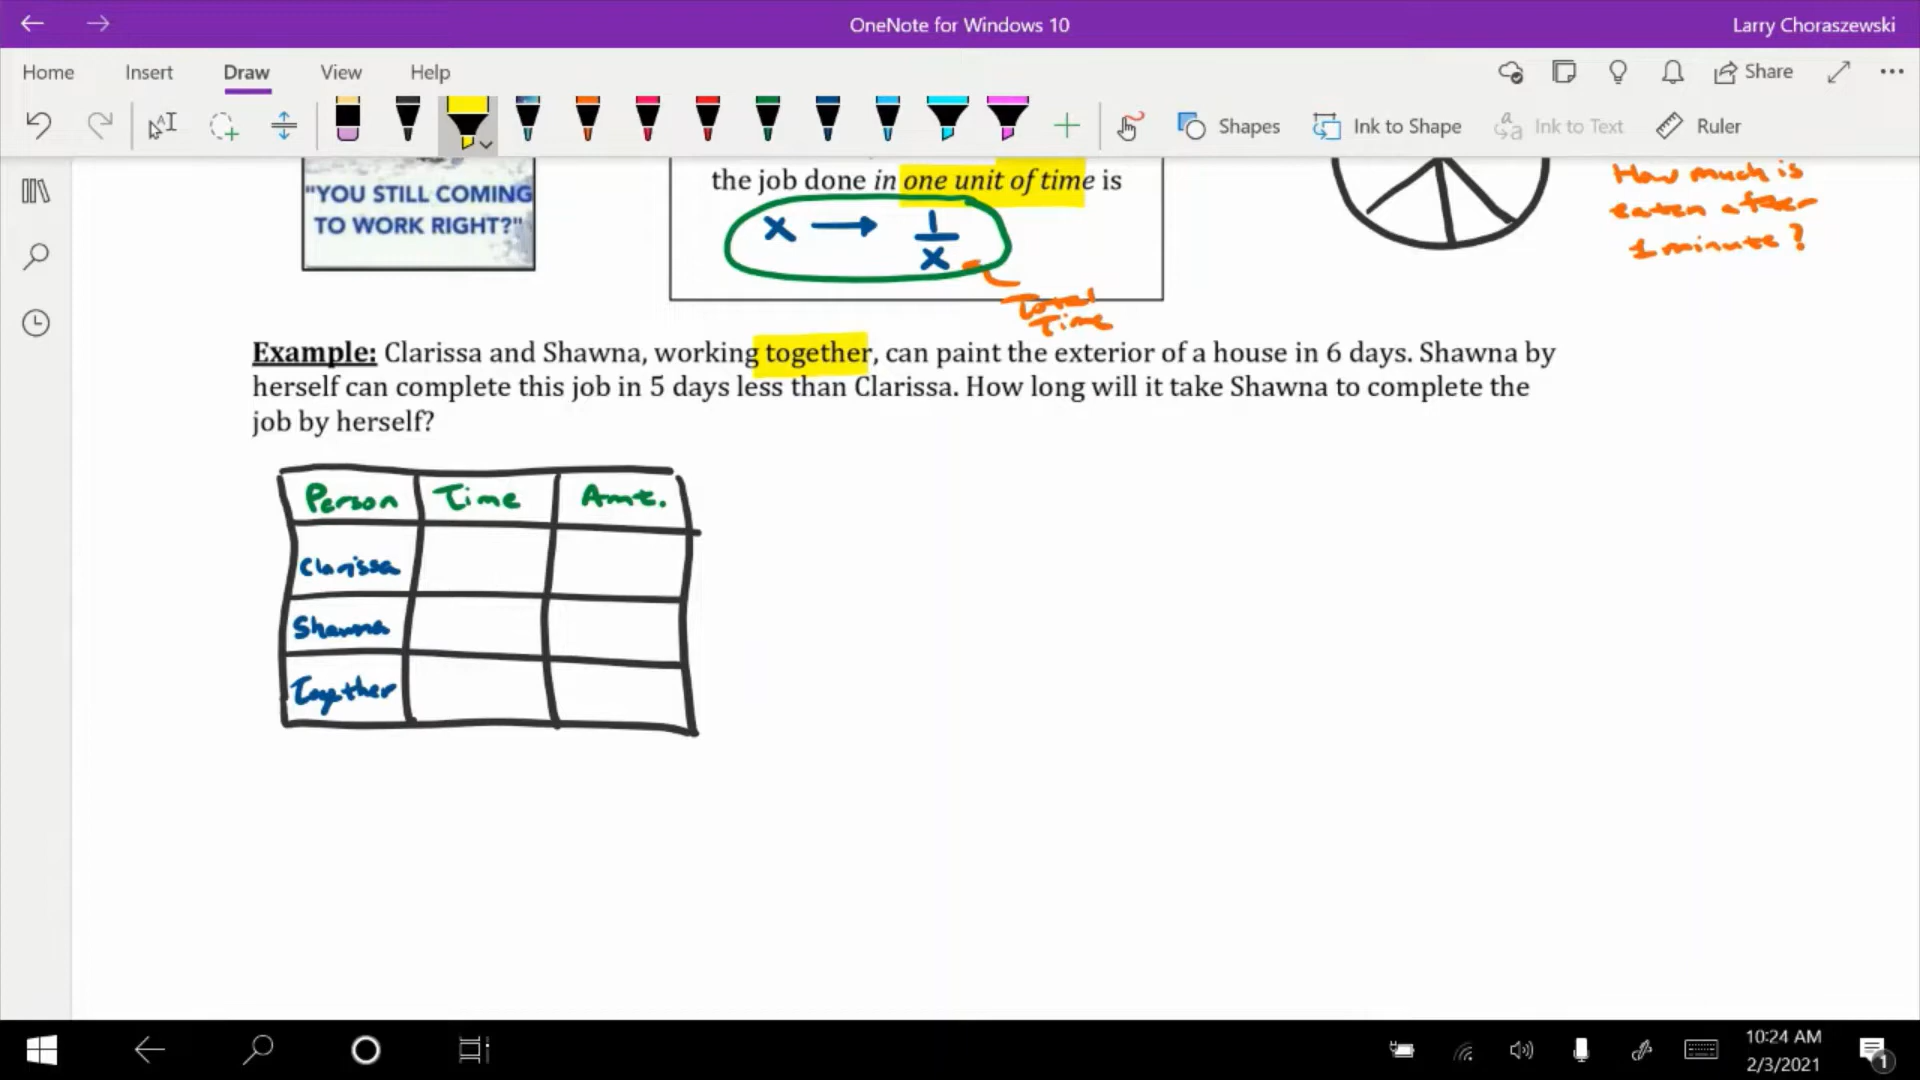 OneNote for Windows 10
Larry Choraszewski
Home
Insert
Draw
View
Help
Share
Shapes
Ink to Shape
Ink to Text
Ruler
"YOU STILL COMING
TO WORK RIGHT?"
the job done in one unit of time is
x → 1/x
Total
Time
How much is
eaten after
1 minute?
Example: Clarissa and Shawna, working together, can paint the exterior of a house in 6 days. Shawna by
herself can complete this job in 5 days less than Clarissa. How long will it take Shawna to complete the
job by herself?
Person Time Amt.
Clarissa
Shawna
Together
10:24 AM
2/3/2021
1